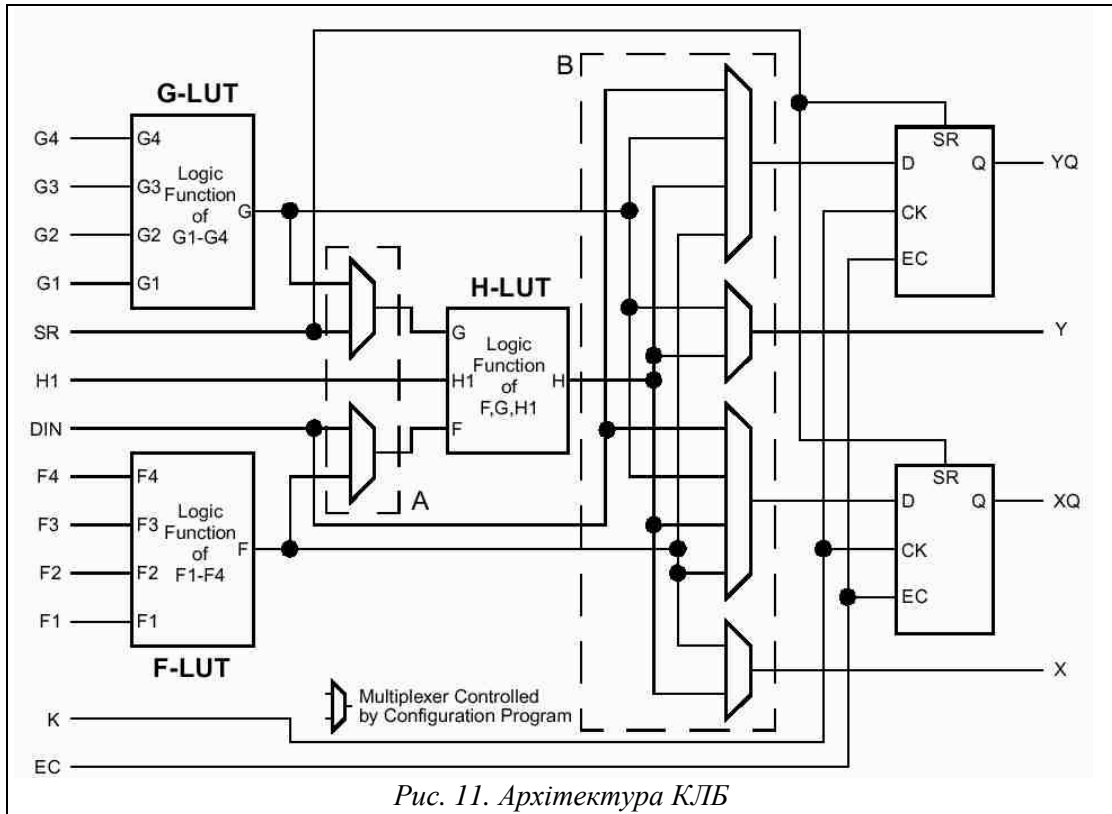 B
G-LUT
SR
G4
G4
Logic
Function
of
G1-G4
G3
G3
G
G2
G2
G1
G1
D
Q
YQ
CK
EC
H-LUT
SR
G
Logic
Function
of
F,G,H1
Y
H1
H1
H
DIN
F
F4
F4
Logic
Function
of
F1-F4
A
SR
F3
F3
D
Q
XQ
F
CK
F2
F2
EC
F1
F1
F-LUT
X
Multiplexer Controlled
by Configuration Program
K
EC
Рис. 11. Архітектура КЛБ